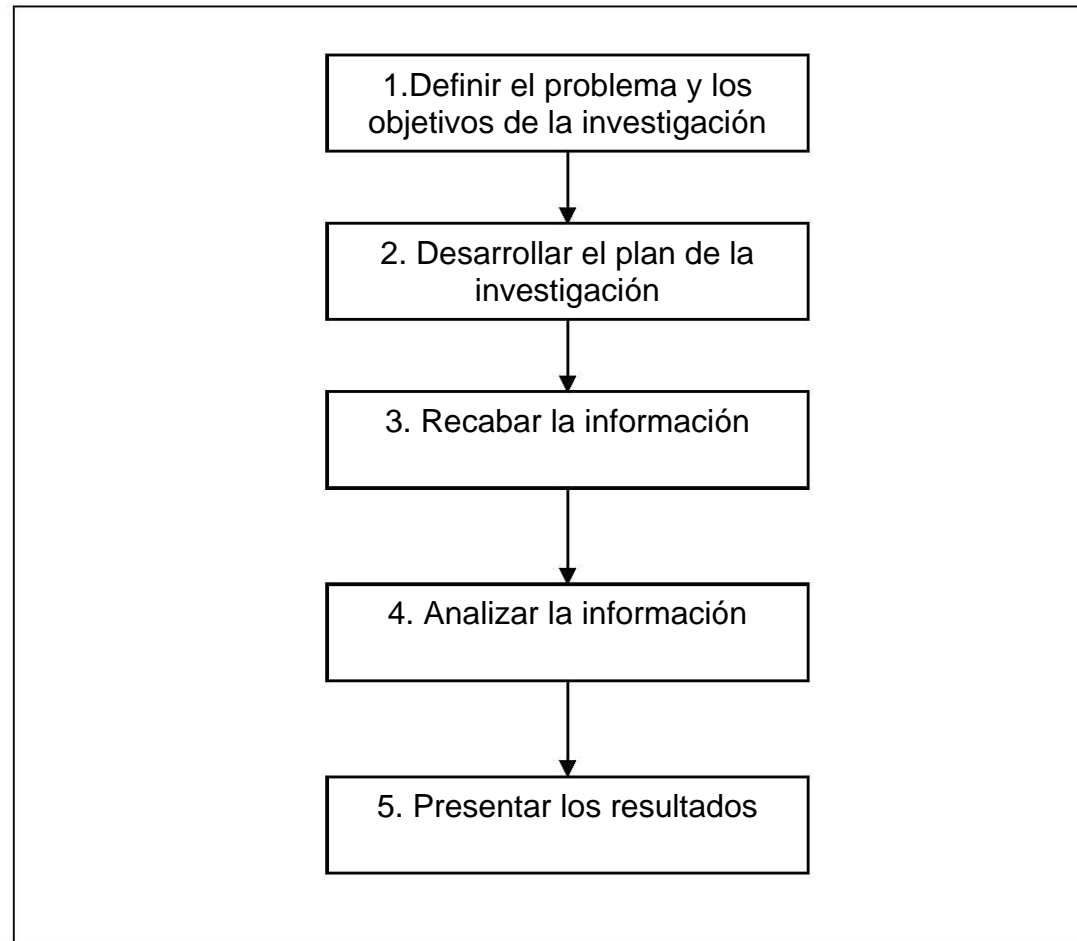 1.Definir el problema y los
objetivos de la investigación
2. Desarrollar el plan de la
investigación
3. Recabar la información
4. Analizar la información
5. Presentar los resultados